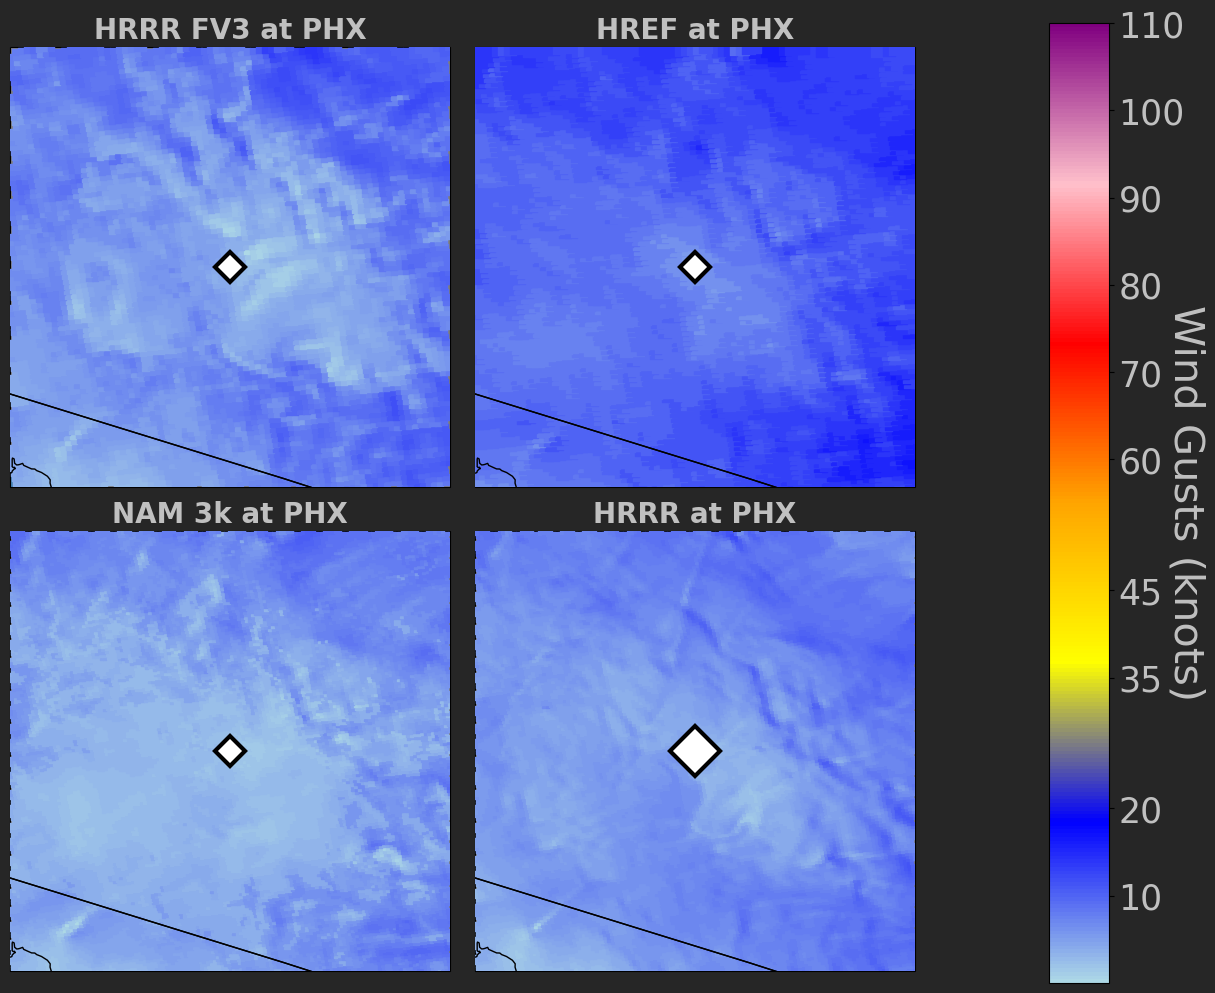 HRRR FV3 at PHX
HREF at PHX
NAM 3k at PHX
HRRR at PHX
110
100
90
80
70
60
45
35
20
10
Wind Gusts (knots)